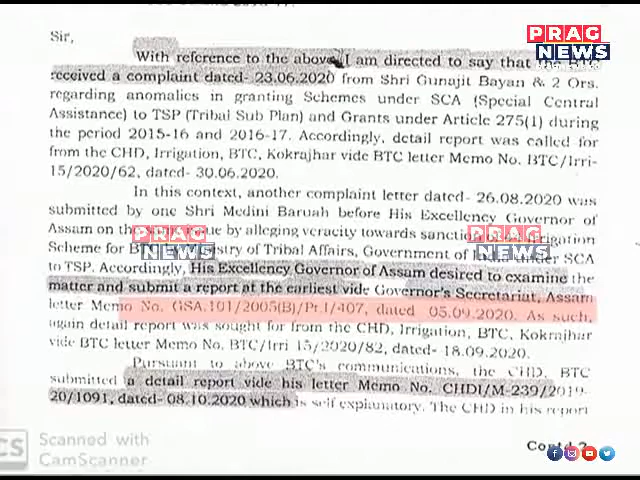 PRAG
NEWS
Sir,
With reference to the above, I am directed to say that the BTC
received a complaint dated- 23.06.2020 from Shri Gunajit Bayan & 2 Ors.
regarding anomalies in granting Schemes under SCA (Special Central
Assistance) to TSP (Tribal Sub Plan) and Grants under Article 275(1) during
the period 2015-16 and 2016-17. Accordingly, detail report was called for
from the CHD, Irrigation, BTC, Kokrajhar vide BTC letter Memo No. BTC/Irri-
15/2020/62, dated- 30.06.2020.
In this context, another complaint letter dated- 26.08.2020 was
submitted by one Shri Medini Baruah before His Excellency Governor of
Assam on the by alleging veracity towards Irrigation
Scheme for of Tribal Affairs, Government of under SCA
to TSP. Accordingly, His Excellency Governor of Assam desired to examine the
matter and submit a report at the earliest vide Governor's Secretariat, Assam
letter Memo No. GSA.101/2005(B)/Pt.I/407, dated 05.09.2020. As such,
again detail report was sought for from the CHD, Irrigation, BTC, Kokrajhar
vide BTC letter Memo No. BTC/Irri 15/2020/82, dated- 18.09.2020.
Pursuant to above BTC's communications, the CHD, BTC
submitted a detail report vide his letter Memo No. CHDI/M-239/2019-
20/1091, dated- 08.10.2020 which is self explanatory. The CHD in his report
Contd
PRAG
NEWS
PRAG
NEWS
CS
Scanned with
CamScanner